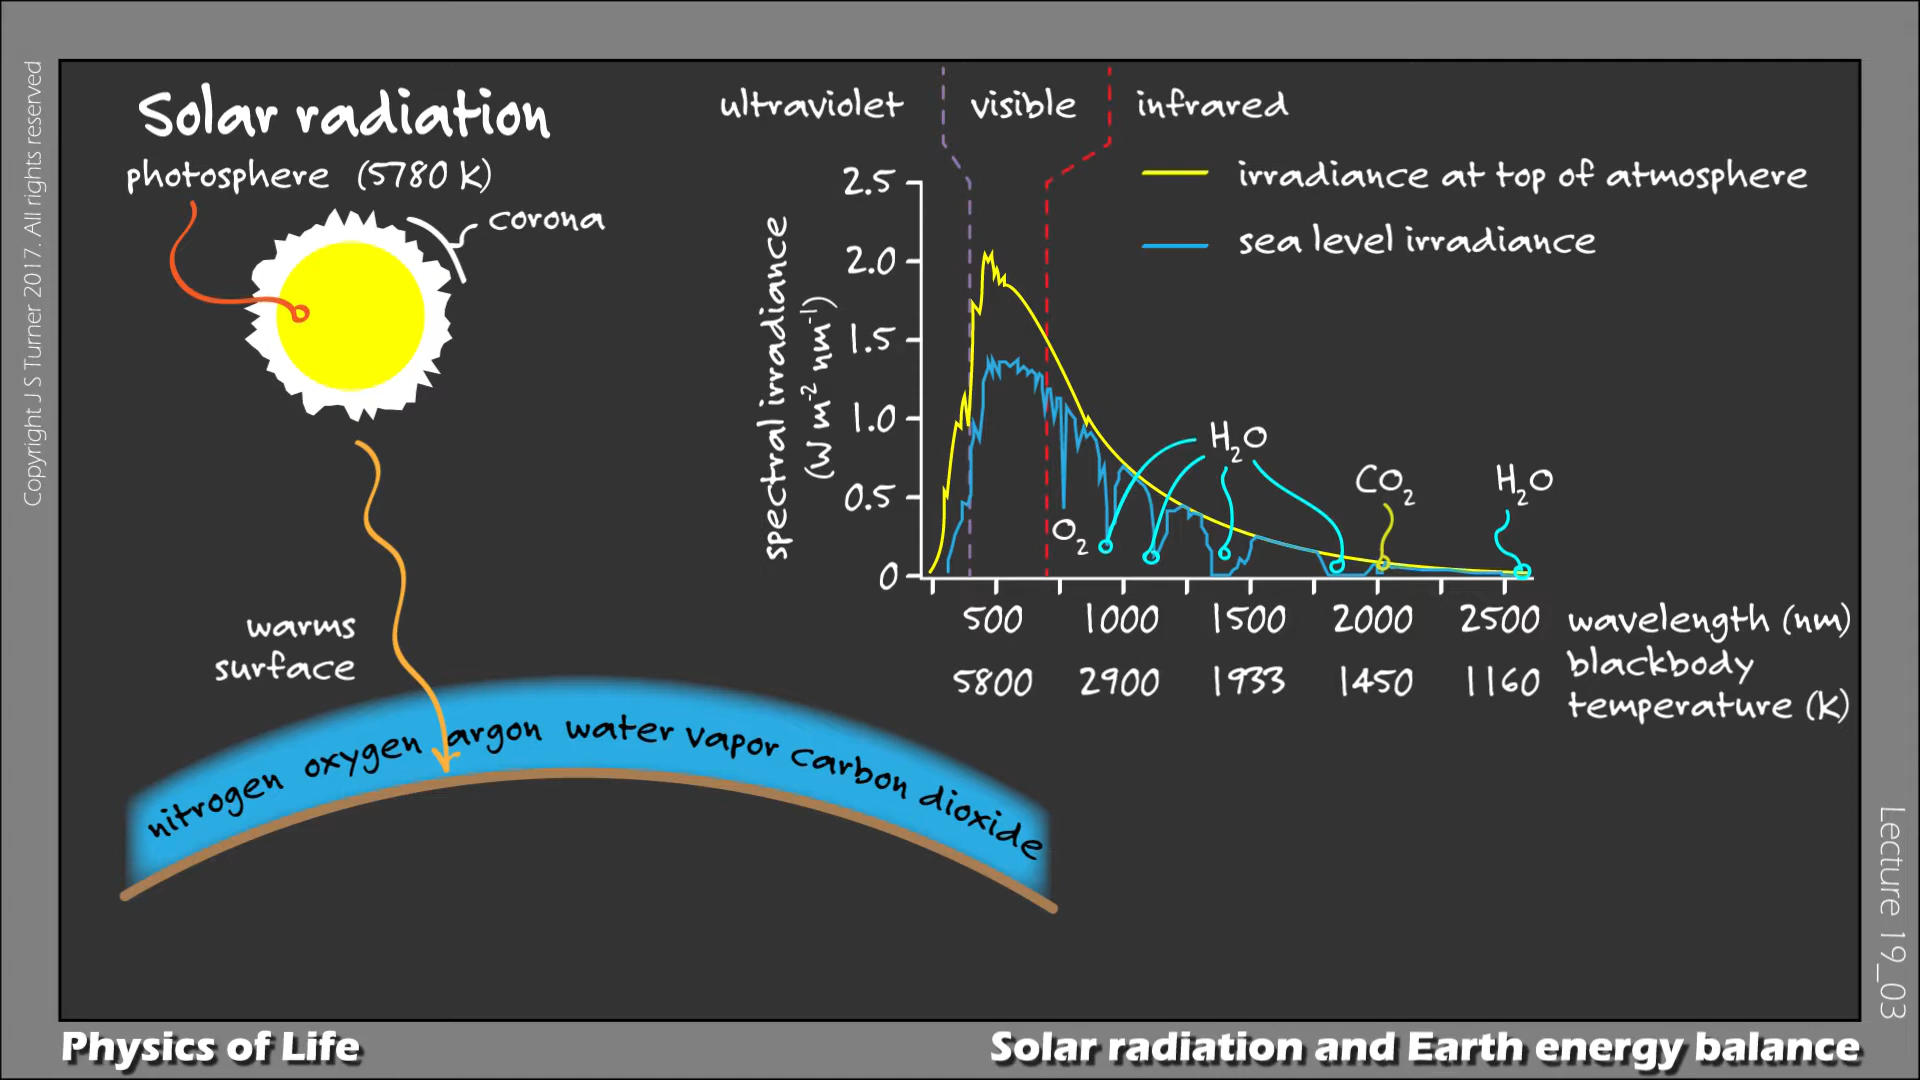 Copyright J S Turner 2017. All rights reserved
Solar radiation
photosphere (5780 K)
corona
warms
surface
nitrogen oxygen argon water vapor carbon dioxide
ultraviolet visible infrared
irradiance at top of atmosphere
sea level irradiance
spectral irradiance
(W m-2 nm-1)
2.5
2.0
1.5
1.0
0.5
0
O2
H2O
CO2
H2O
500 1000 1500 2000 2500 wavelength (nm)
5800 2900 1933 1450 1160 blackbody
temperature (K)
Lecture 19_03
Physics of Life
Solar radiation and Earth energy balance